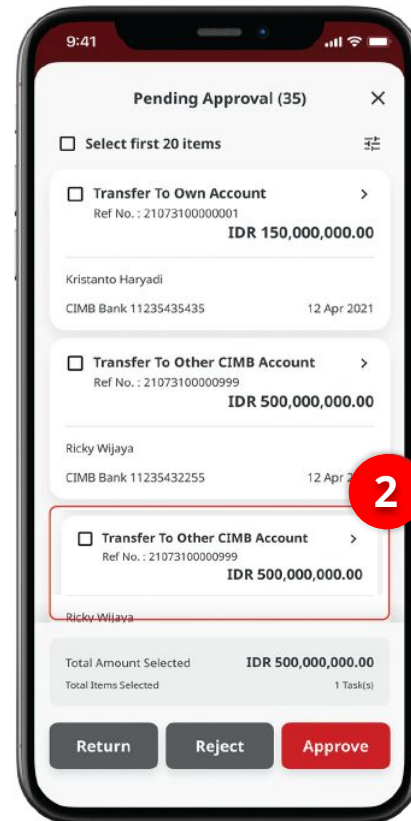 9:41
Pending Approval (35)
Select first 20 items
Transfer To Own Account
Ref No. : 21073100000001
IDR 150,000,000.00
Kristanto Haryadi
CIMB Bank 11235435435 12 Apr 2021
Transfer To Other CIMB Account
Ref No. : 21073100000999
IDR 500,000,000.00
Ricky Wijaya
CIMB Bank 11235432255 12 Apr
2
Transfer To Other CIMB Account
Ref No. : 21073100000999
IDR 500,000,000.00
Ricky Wijaya
Total Amount Selected IDR 500,000,000.00
Total Items Selected 1 Task(s)
Return Reject Approve